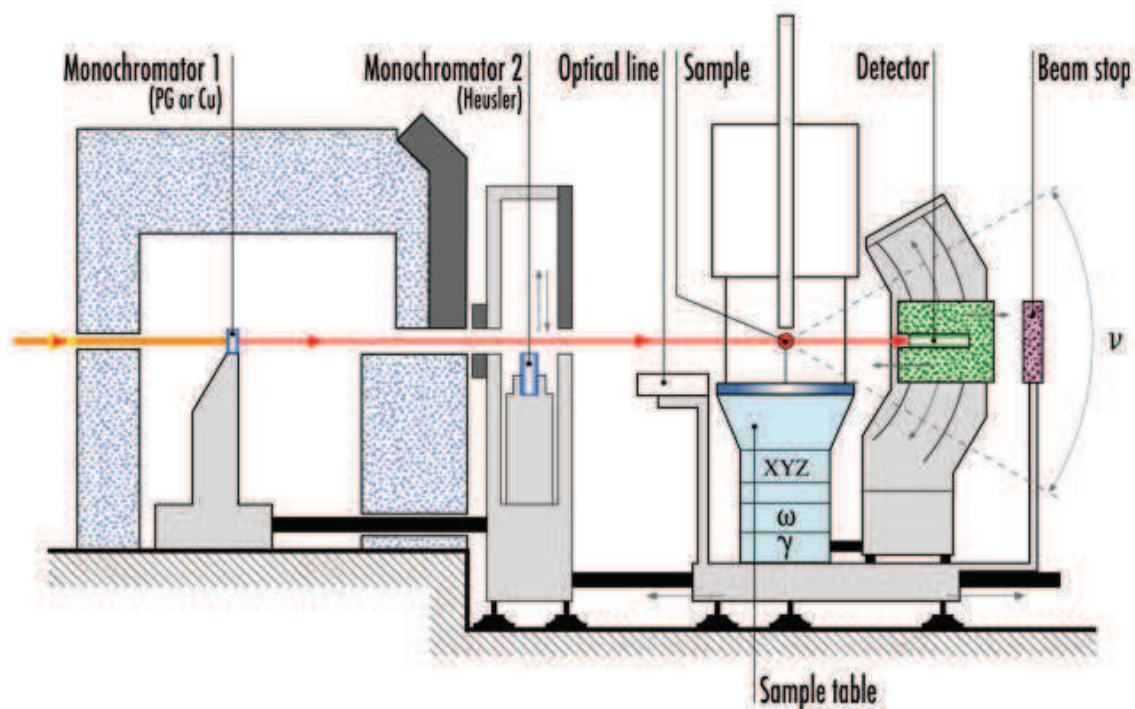 Monochromator 1
(PG or Cu)
Monochromator 2
(Heusler)
Optical line
Sample
Detector
Beam stop
ν
XYZ
ω
γ
Sample table